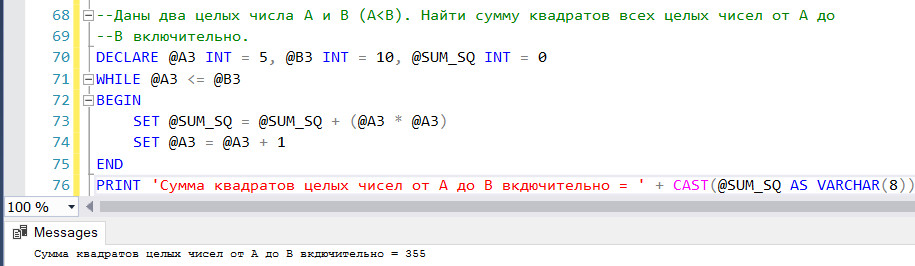 68 --Даны два целых числа A и B (A<B). Найти сумму квадратов всех целых чисел от A до
69 --B включительно.
70 DECLARE @A3 INT = 5, @B3 INT = 10, @SUM_SQ INT = 0
71 WHILE @A3 <= @B3
72 BEGIN
73 SET @SUM_SQ = @SUM_SQ + (@A3 * @A3)
74 SET @A3 = @A3 + 1
75 END
76 PRINT 'Сумма квадратов целых чисел от A до B вкдючительно = ' + CAST(@SUM_SQ AS VARCHAR(8))
100 %
Messages
Сумма квадратов целых чисел от A до B вкдючительно = 355